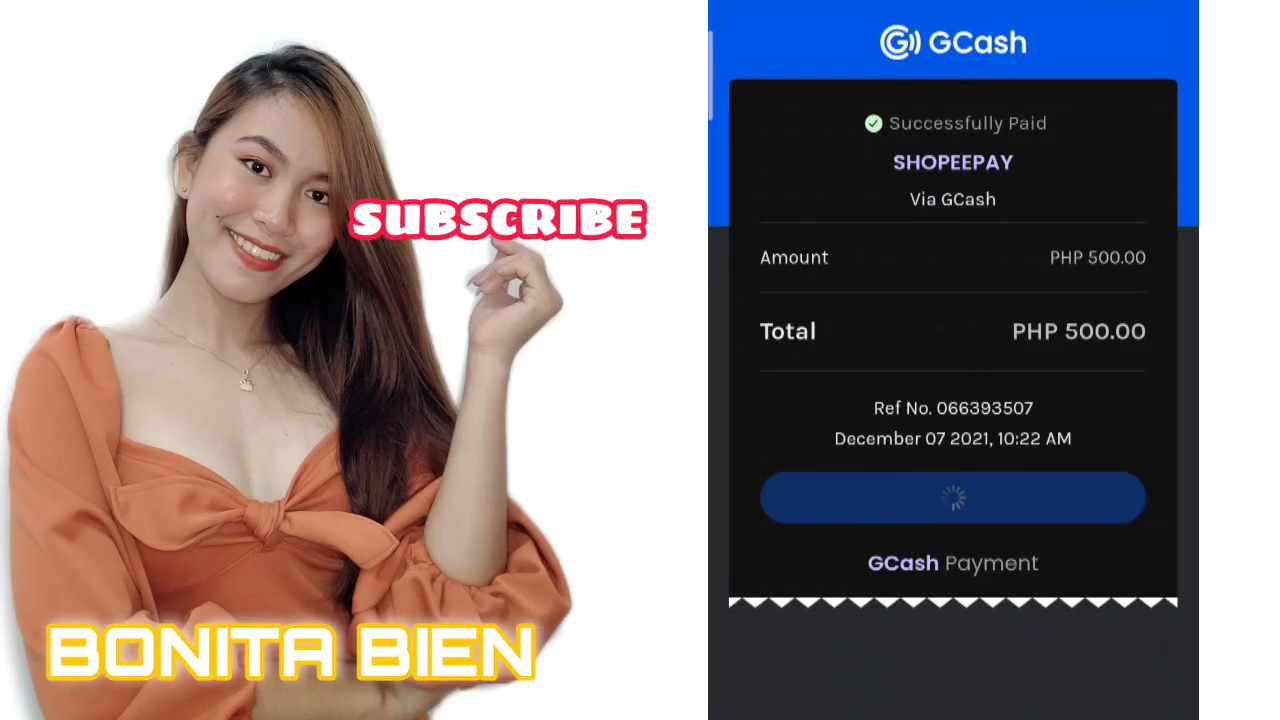 SUBSCRIBE
BONITA BIEN
GCash
Successfully Paid
SHOPEEPAY
Via GCash
Amount PHP 500.00
Total PHP 500.00
Ref No. 066393507
December 07 2021, 10:22 AM
GCash Payment